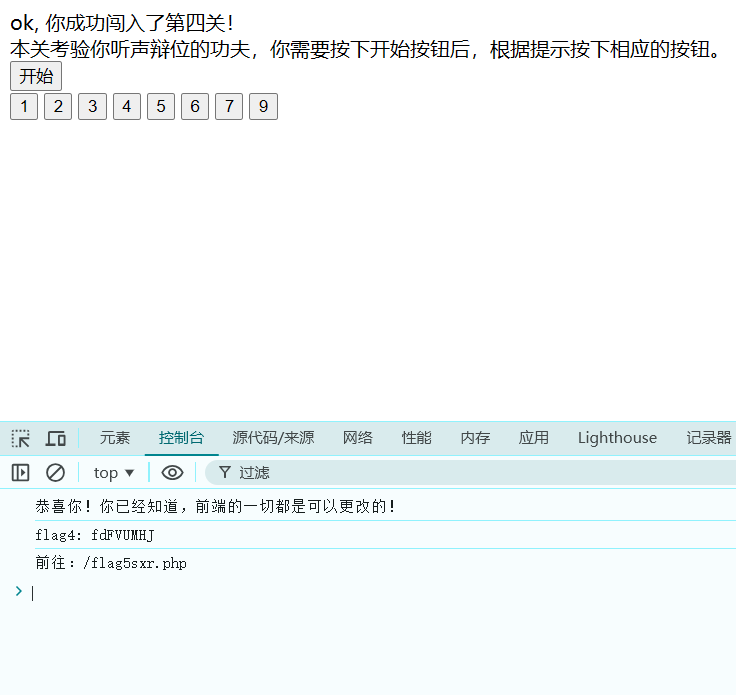 ok, 你成功闯入了第四关！
本关考验你听声辩位的功夫，你需要按下开始按钮后，根据提示按下相应的按钮。
开始
1 2 3 4 5 6 7 9
元素 控制台 源代码/来源 网络 性能 内存 应用 Lighthouse 记录器
top ▼ 过滤
恭喜你！你已经知道，前端的一切都是可以更改的！
flag4: fdFVUMHJ
前往：/flag5sxr.php
>